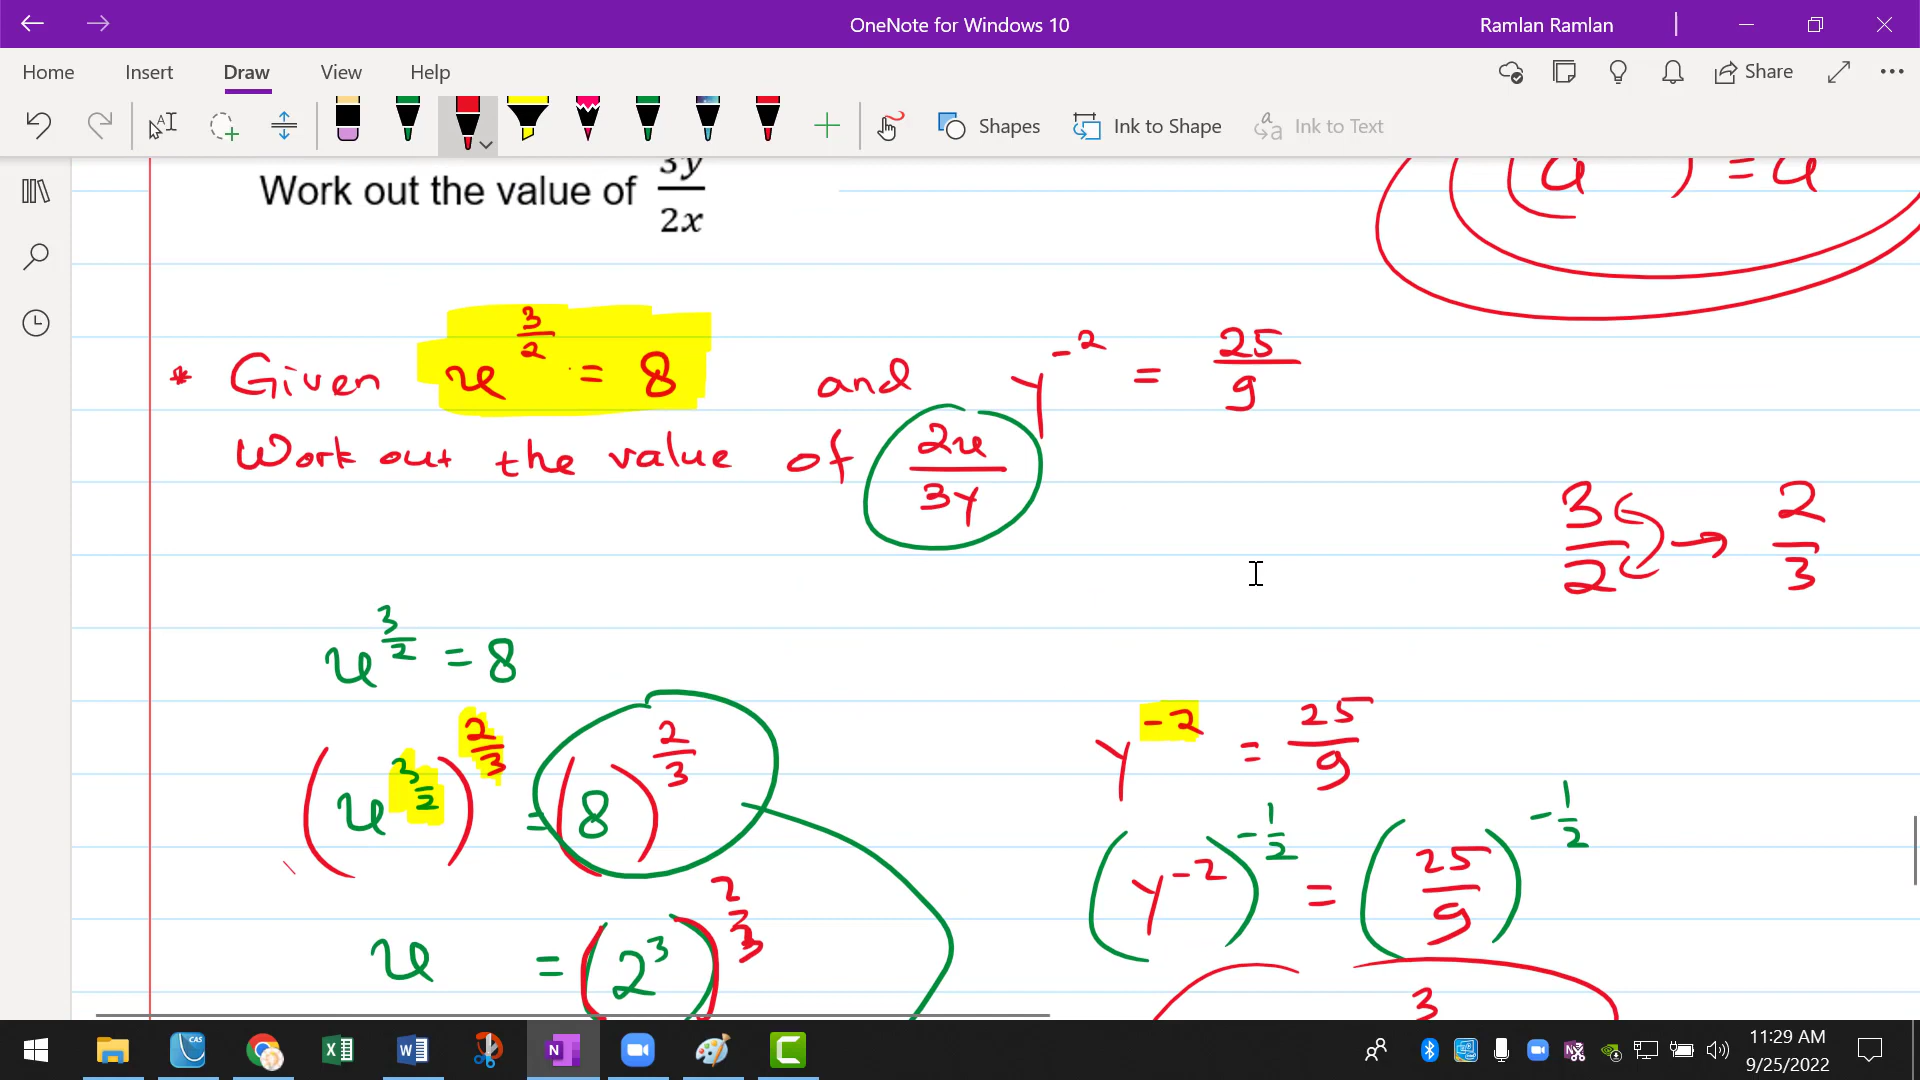 OneNote for Windows 10
Ramlan Ramlan
Home Insert Draw View Help
Share
Shapes Ink to Shape Ink to Text
Work out the value of 3y/2x
( a ) = a
* Given x^(3/2) = 8 and y^(-2) = 25/9
Work out the value of 2x/3y
3/2 → 2/3
x^(3/2) = 8
(x^(3/2))^(2/3) = (8)^(2/3)
x = (2^3)^(2/3)
y^(-2) = 25/9
(y^(-2))^(-1/2) = (25/9)^(-1/2)
3
11:29 AM
9/25/2022